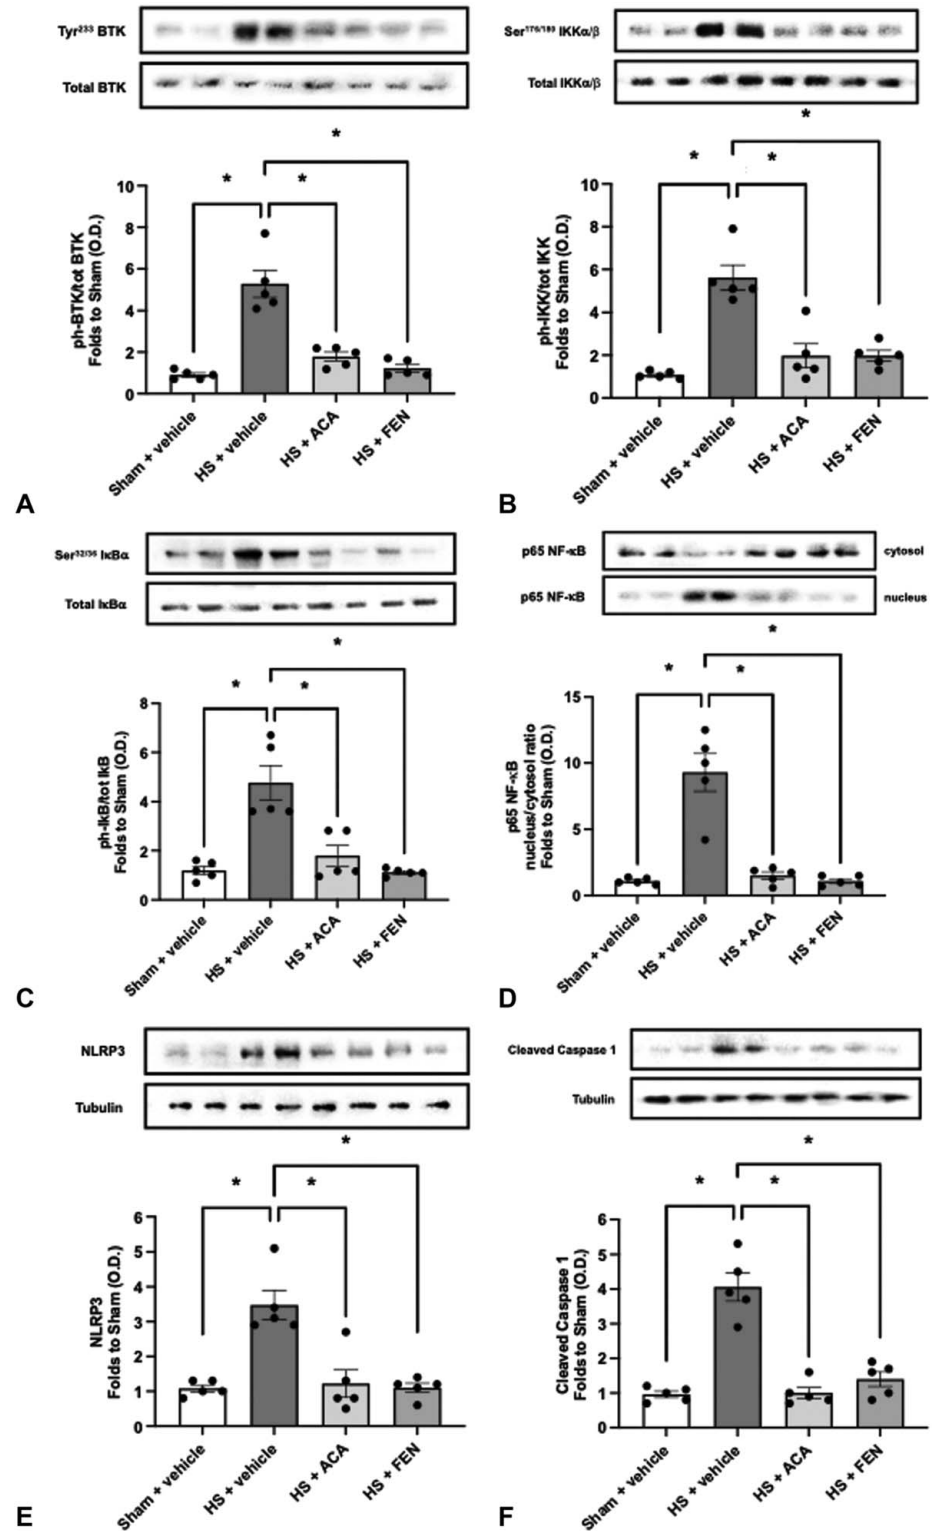 Tyr²³³ BTK
Total BTK
*
*
*
ph-BTK/tot BTK
Folds to Sham (O.D.)
10
8
6
4
2
0
Sham + vehicle
HS + vehicle
HS + ACA
HS + FEN
A
Ser¹⁷⁶/¹⁸⁰ IKKα/β
Total IKKα/β
*
*
*
ph-IKK/tot IKK
Folds to Sham (O.D.)
10
8
6
4
2
0
Sham + vehicle
HS + vehicle
HS + ACA
HS + FEN
B
Ser³²/³⁶ IκBα
Total IκBα
*
*
*
ph-IkB/tot IkB
Folds to Sham (O.D.)
8
6
4
2
0
Sham + vehicle
HS + vehicle
HS + ACA
HS + FEN
C
p65 NF-κB
cytosol
p65 NF-κB
nucleus
*
*
*
p65 NF-κB
nucleus/cytosol ratio
Folds to Sham (O.D.)
15
10
5
0
Sham + vehicle
HS + vehicle
HS + ACA
HS + FEN
D
NLRP3
Tubulin
*
*
*
NLRP3
Folds to Sham (O.D.)
6
5
4
3
2
1
0
Sham + vehicle
HS + vehicle
HS + ACA
HS + FEN
E
Cleaved Caspase 1
Tubulin
*
*
*
Cleaved Caspase 1
Folds to Sham (O.D.)
6
5
4
3
2
1
0
Sham + vehicle
HS + vehicle
HS + ACA
HS + FEN
F